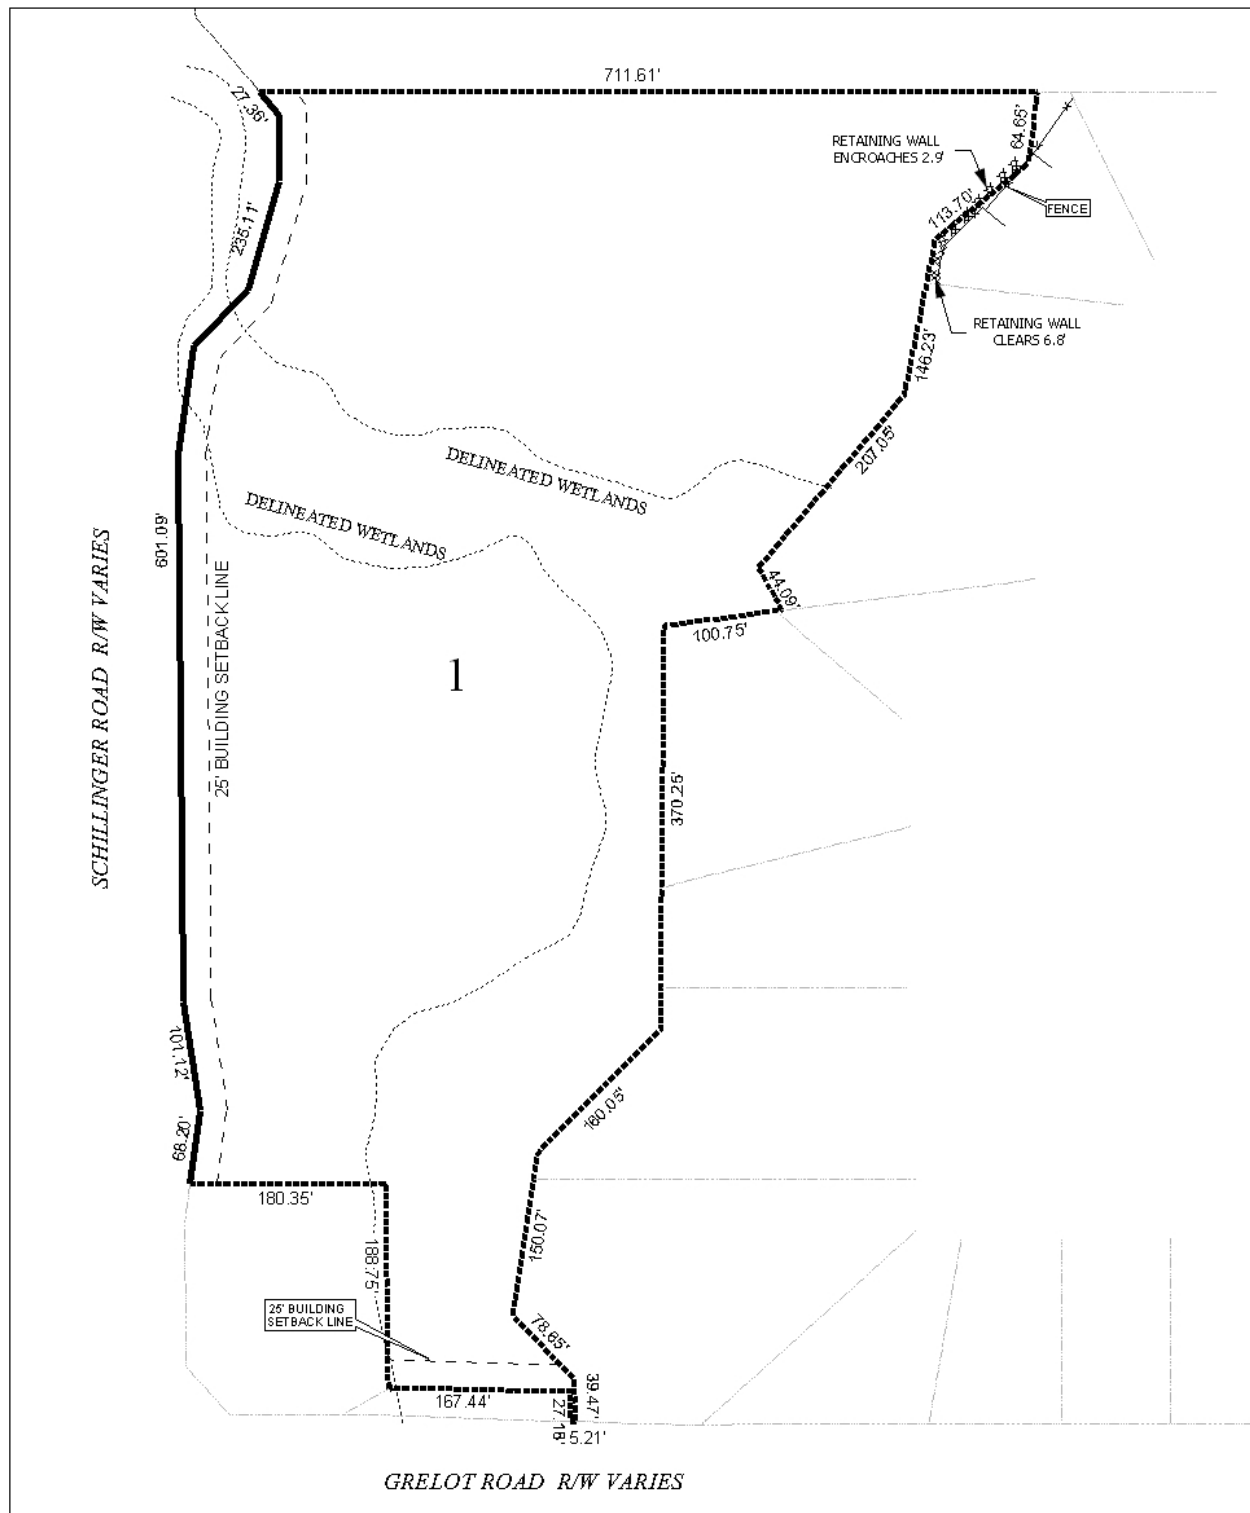 711.61'
27.36'
64.65'
RETAINING WALL
ENCROACHES 2.9'
113.70'
FENCE
235.11'
RETAINING WALL
CLEARS 6.8'
146.23'
207.05'
DELINEATED WETLANDS
DELINEATED WETLANDS
601.09'
SCHILLINGER ROAD R/W VARIES
25' BUILDING SETBACK LINE
44.09'
100.75'
1
370.25'
101.12'
68.20'
160.05'
180.35'
188.75'
150.07'
25' BUILDING
SETBACK LINE
78.65'
167.44'
39.47'
27.18'
5.21'
GRELOT ROAD R/W VARIES